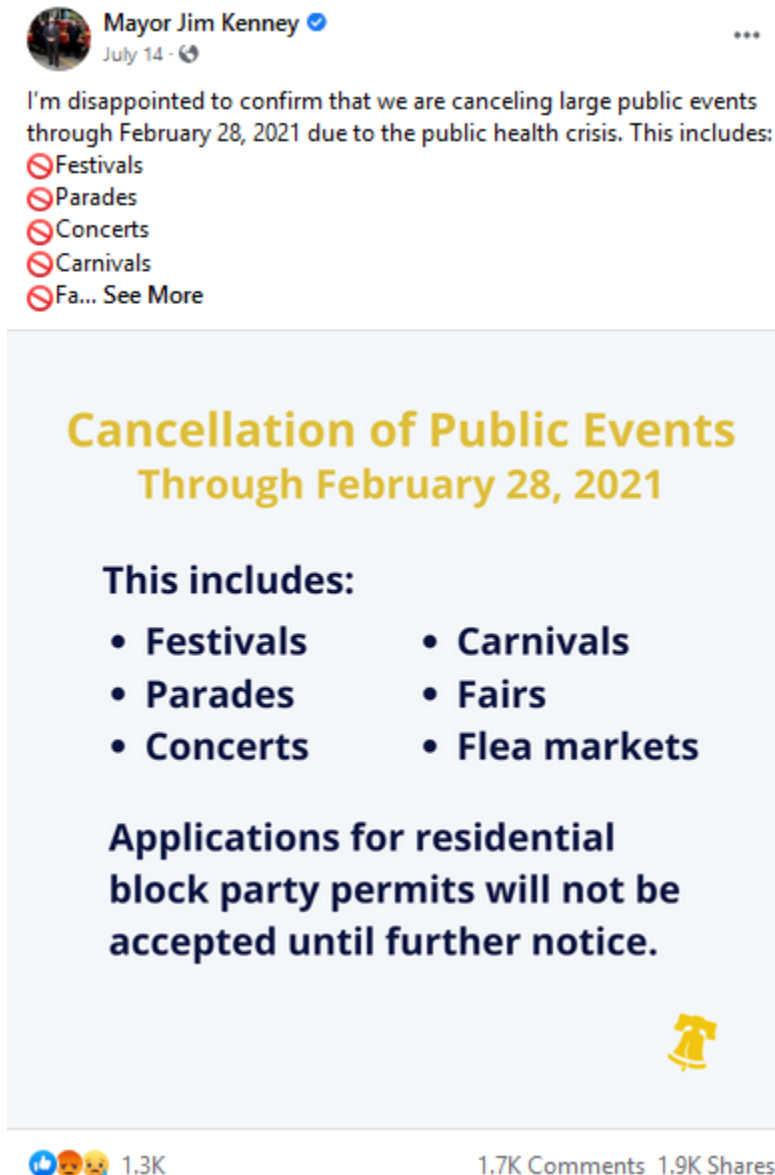 Mayor Jim Kenney
July 14 ·
I'm disappointed to confirm that we are canceling large public events
through February 28, 2021 due to the public health crisis. This includes:
🚫Festivals
🚫Parades
🚫Concerts
🚫Carnivals
🚫Fa... See More
Cancellation of Public Events
Through February 28, 2021
This includes:
• Festivals
• Parades
• Concerts
• Carnivals
• Fairs
• Flea markets
Applications for residential
block party permits will not be
accepted until further notice.
1.3K
1.7K Comments 1.9K Shares